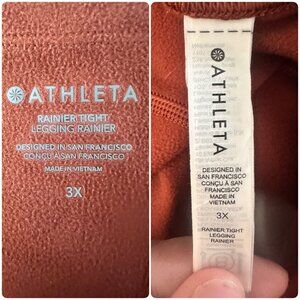 ATHLETA
RAINIER TIGHT
LEGGING RAINIER
DESIGNED IN SAN FRANCISCO
CONÇU À SAN FRANCISCO
MADE IN VIETNAM
3X
ATHLETA
DESIGNED IN
SAN FRANCISCO
CONÇU À SAN
FRANCISCO
MADE IN
VIETNAM
3X
RAINIER TIGHT
LEGGING
RAINIER